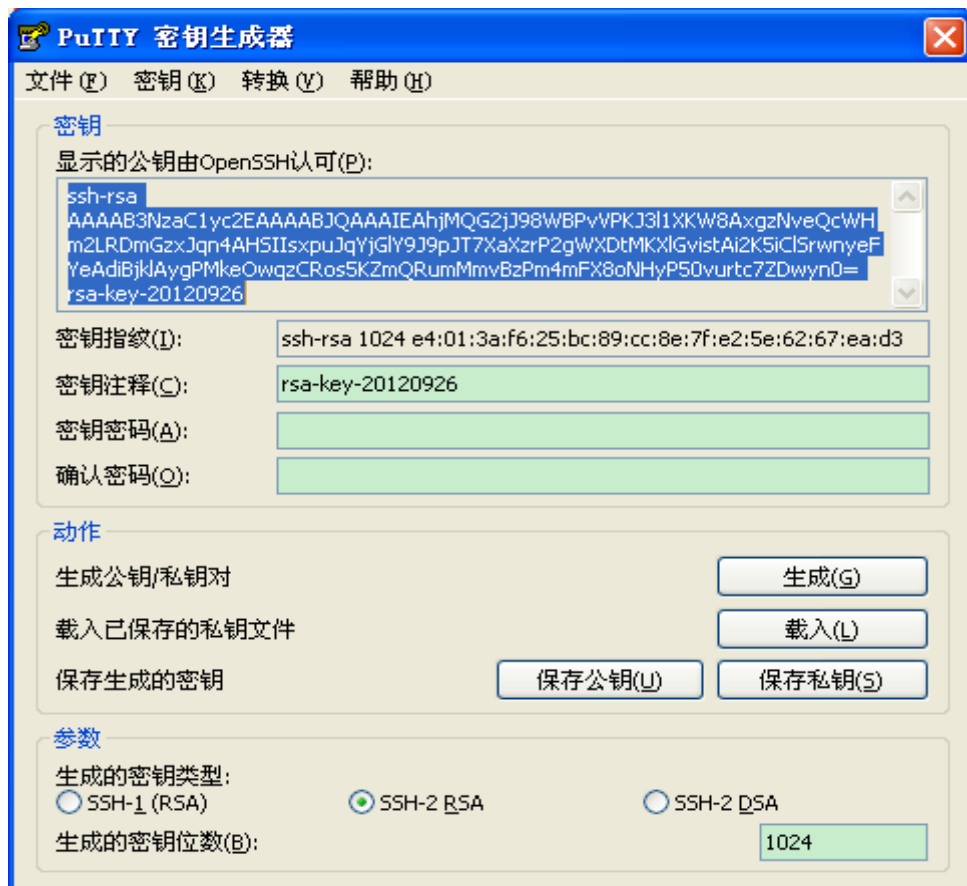 PuTTY 密钥生成器
文件(F) 密钥(K) 转换(V) 帮助(H)
密钥
显示的公钥由OpenSSH认可(P):
ssh-rsa
AAAAB3NzaC1yc2EAAAABJQAAAIEAhjMQG2jJ98WBPvVPKJ3l1XKW8AxgzNveQcWH
m2LRDmGzxJqn4AHSIIsxpuJqYjGlY9J9pJT7XaXzrP2gWXDtMKXlGvistAi2K5iClSrwnyeF
YeAdiBjklAygPMkeOwqzCRos5KZmQRumMmvBzPm4mFX8oNHyP50vurtc7ZDwyn0=
rsa-key-20120926
密钥指纹(I): ssh-rsa 1024 e4:01:3a:f6:25:bc:89:cc:8e:7f:e2:5e:62:67:ea:d3
密钥注释(C): rsa-key-20120926
密钥密码(A):
确认密码(O):
动作
生成公钥/私钥对 生成(G)
载入已保存的私钥文件 载入(L)
保存生成的密钥 保存公钥(U) 保存私钥(S)
参数
生成的密钥类型:
SSH-1 (RSA) SSH-2 RSA SSH-2 DSA
生成的密钥位数(B): 1024